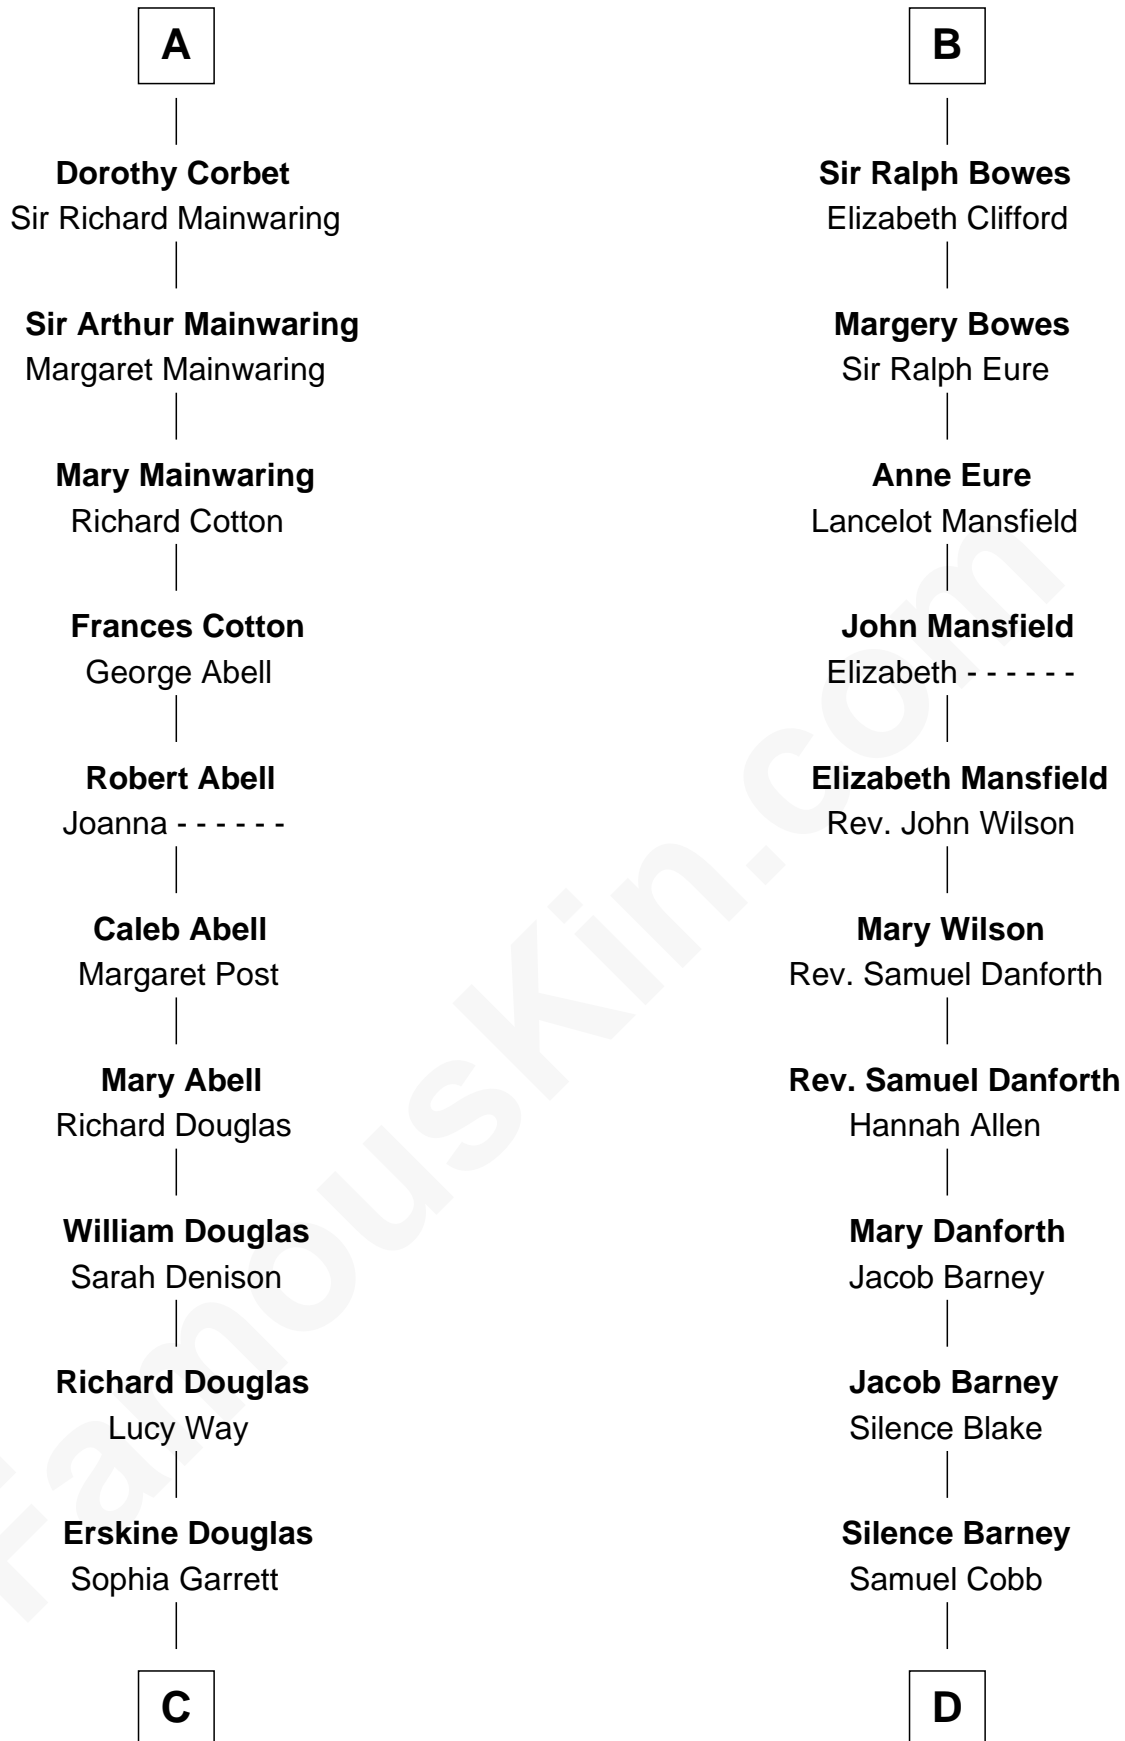 A
Dorothy Corbet
Sir Richard Mainwaring
Sir Arthur Mainwaring
Margaret Mainwaring
Mary Mainwaring
Richard Cotton
Frances Cotton
George Abell
Robert Abell
Joanna - - - - - -
Caleb Abell
Margaret Post
Mary Abell
Richard Douglas
William Douglas
Sarah Denison
Richard Douglas
Lucy Way
Erskine Douglas
Sophia Garrett
C
B
Sir Ralph Bowes
Elizabeth Clifford
Margery Bowes
Sir Ralph Eure
Anne Eure
Lancelot Mansfield
John Mansfield
Elizabeth - - - - - -
Elizabeth Mansfield
Rev. John Wilson
Mary Wilson
Rev. Samuel Danforth
Rev. Samuel Danforth
Hannah Allen
Mary Danforth
Jacob Barney
Jacob Barney
Silence Blake
Silence Barney
Samuel Cobb
D
FamousKin.com